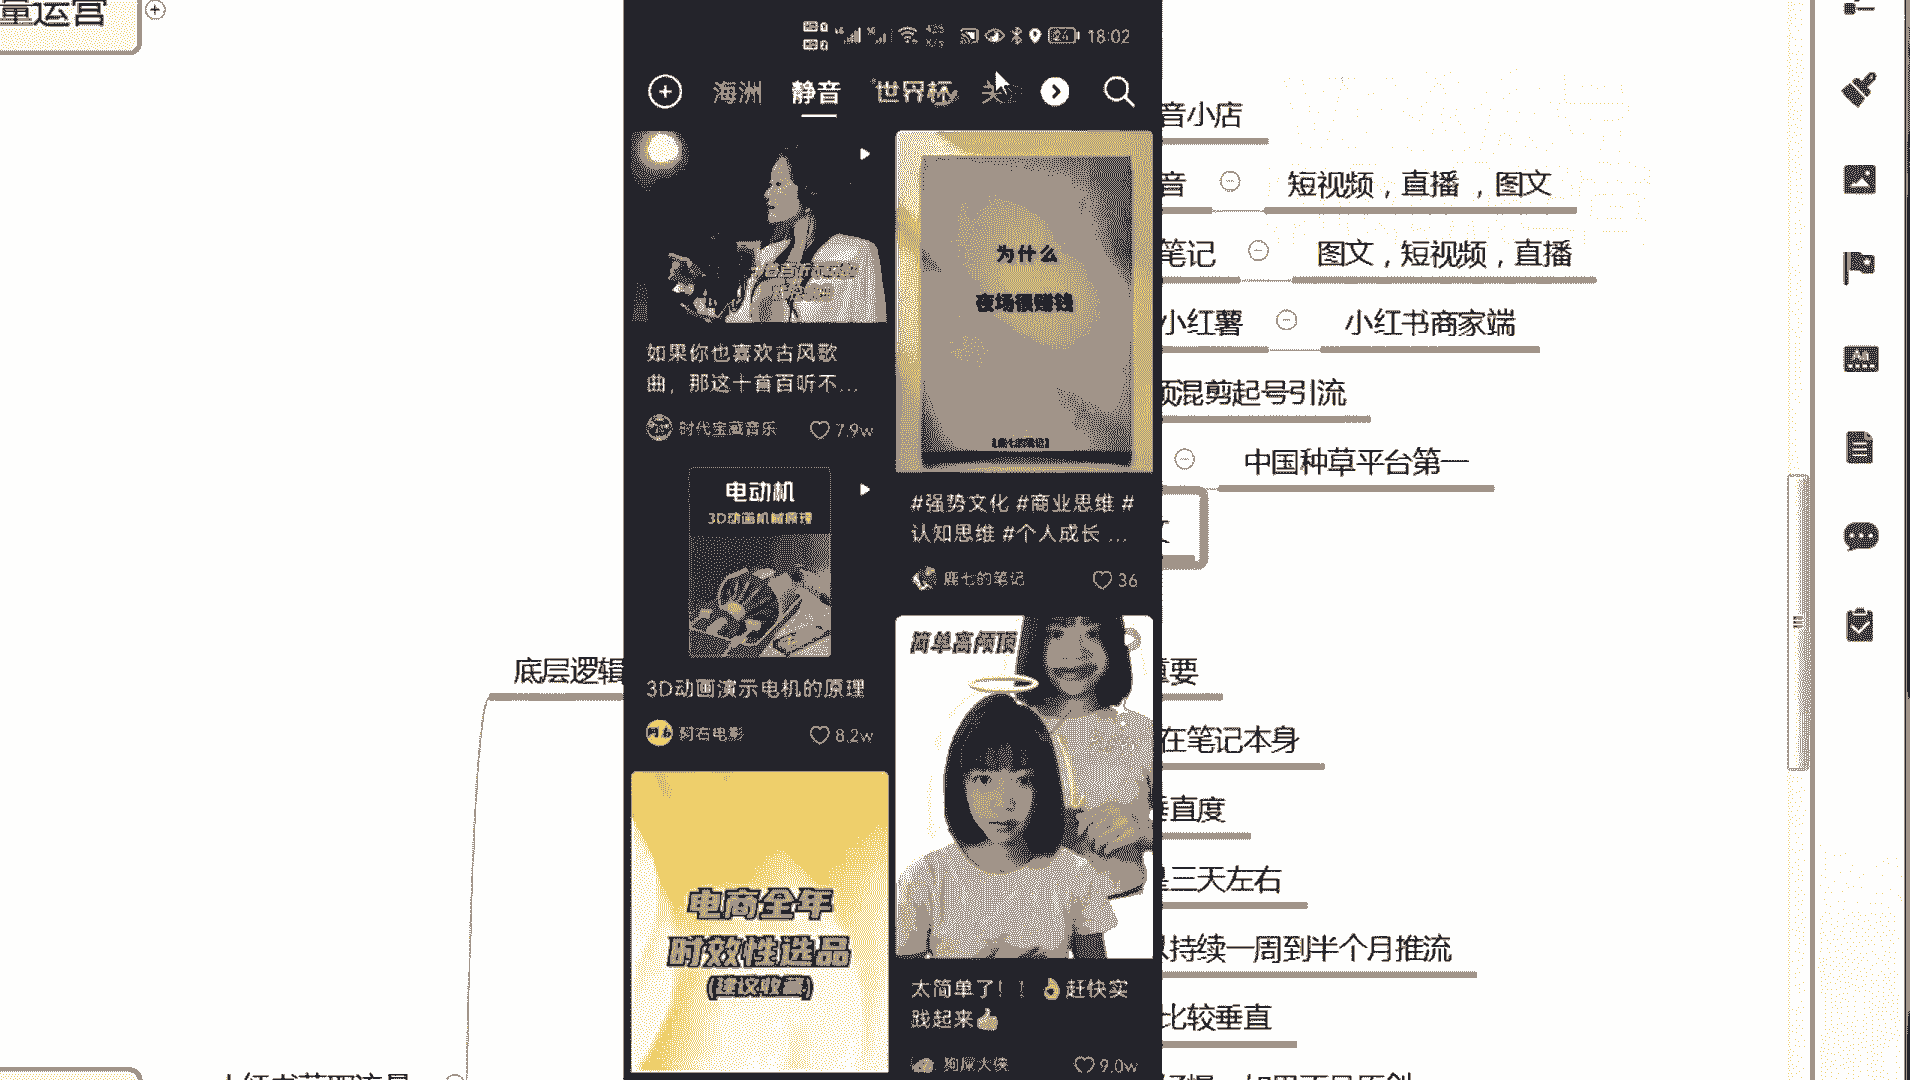 量运营
18:02
海洲 静音 世界杯 关
为什么
夜场很赚钱
如果你也喜欢古风歌
曲，那这十首百听不...
时代宝藏音乐 7.9w
电动机
3D动画机械原理
#强势文化 #商业思维 #
认知思维 #个人成长 ...
鹿七的笔记 36
简单高倾顶
3D动画演示电机的原理
阿右电影 8.2w
电商全年
时效性选品
(建议收藏)
太简单了！！👌赶快实
践起来👍
狗屎大侠 9.0w
底层逻辑
音小店
音
短视频，直播 ，图文
笔记
图文，短视频，直播
小红薯
小红书商家端
混剪起号引流
中国种草平台第一
重要
在笔记本身
垂直度
是三天左右
持续一周到半个月推流
比较垂直